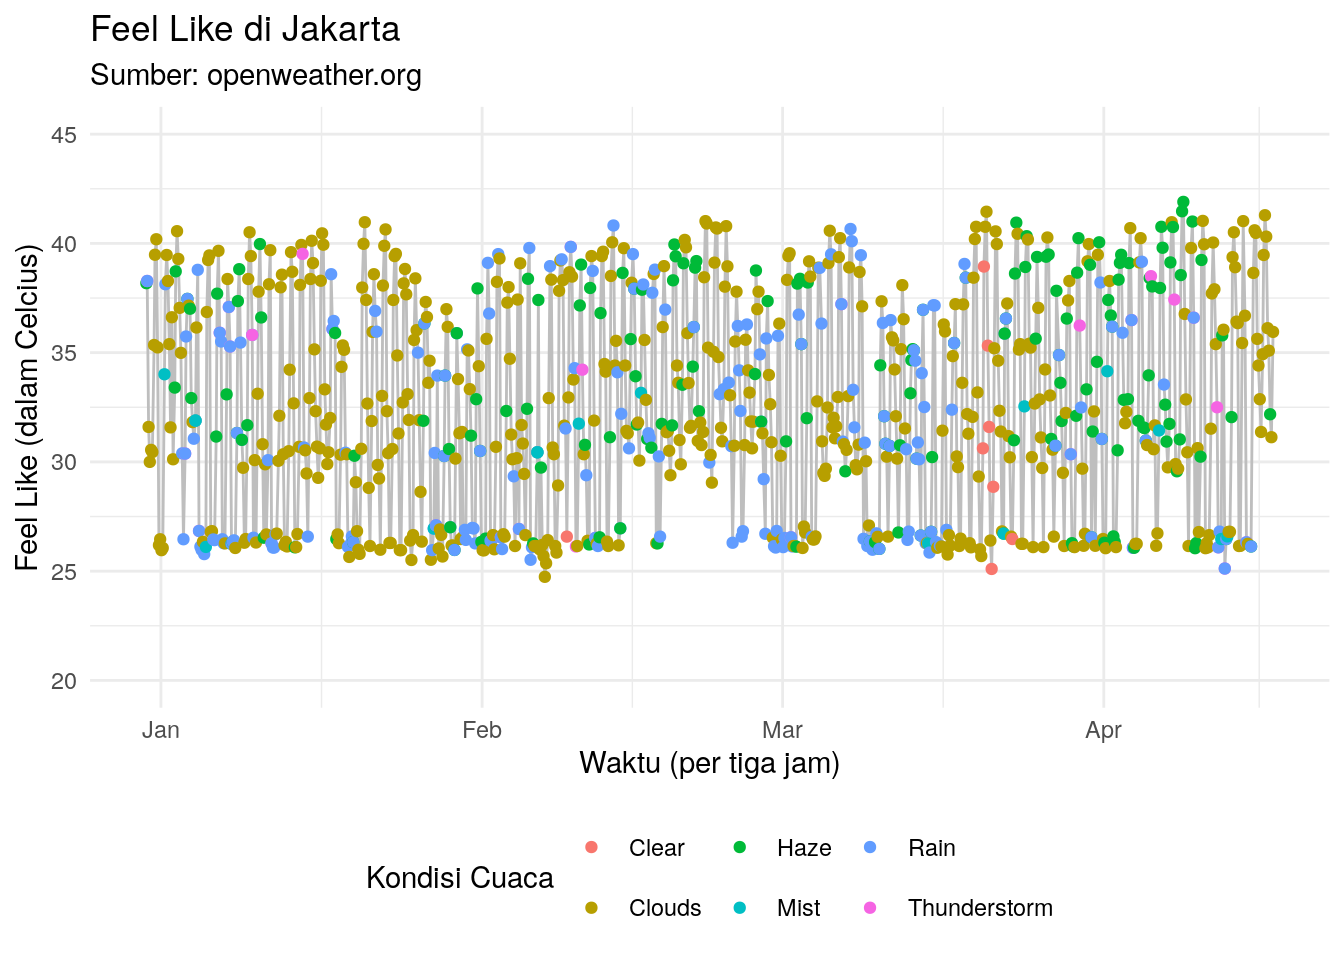 Feel Like di Jakarta
Sumber: openweather.org
Feel Like (dalam Celcius)
45
40
35
30
25
20
Jan Feb Mar Apr
Waktu (per tiga jam)
Kondisi Cuaca
Clear Haze Rain
Clouds Mist Thunderstorm